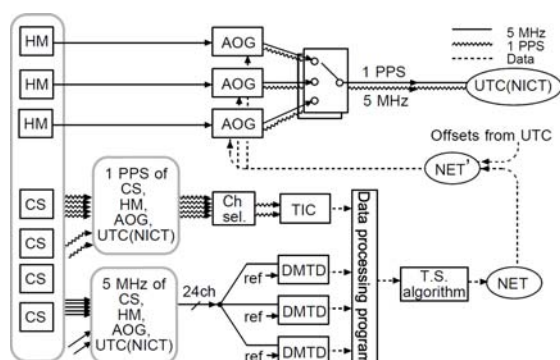 HM
AOG
5 MHz
1 PPS
Data
HM
AOG
1 PPS
5 MHz
UTC(NICT)
HM
AOG
Offsets from UTC
NET'
CS
1 PPS of
CS,
HM,
AOG,
UTC(NICT)
Ch
sel.
TIC
Data processing program
CS
CS
CS
5 MHz of
CS,
HM,
AOG,
UTC(NICT)
24ch
ref
DMTD
ref
DMTD
ref
DMTD
T.S.
algorithm
NET